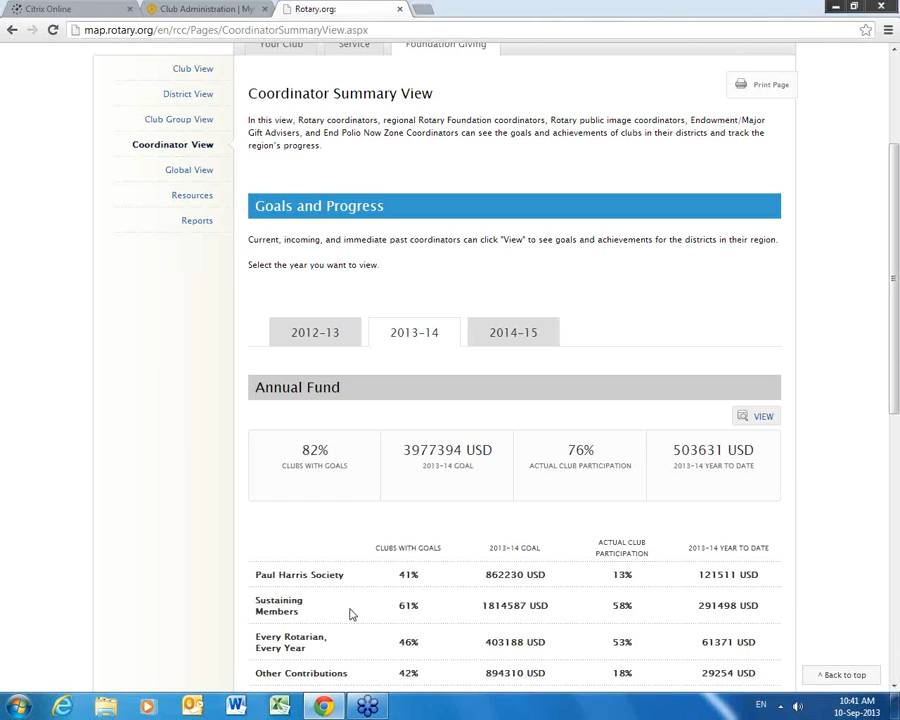 Citrix Online
Club Administration | My
Rotary.org:
map.rotary.org/en/rcc/Pages/CoordinatorSummaryView.aspx
Your Club
Service
Foundation Giving
Club View
District View
Club Group View
Coordinator View
Global View
Resources
Reports
Coordinator Summary View
Print Page
In this view, Rotary coordinators, regional Rotary Foundation coordinators, Rotary public image coordinators, Endowment/Major
Gift Advisers, and End Polio Now Zone Coordinators can see the goals and achievements of clubs in their districts and track the
region's progress.
Goals and Progress
Current, incoming, and immediate past coordinators can click "View" to see goals and achievements for the districts in their region.
Select the year you want to view.
2012-13
2013-14
2014-15
Annual Fund
VIEW
82% 3977394 USD 76% 503631 USD
CLUBS WITH GOALS 2013-14 GOAL ACTUAL CLUB PARTICIPATION 2013-14 YEAR TO DATE
CLUBS WITH GOALS 2013-14 GOAL ACTUAL CLUB PARTICIPATION 2013-14 YEAR TO DATE
Paul Harris Society 41% 862230 USD 13% 121511 USD
Sustaining
Members 61% 1814587 USD 58% 291498 USD
Every Rotarian,
Every Year 46% 403188 USD 53% 61371 USD
Other Contributions 42% 894310 USD 18% 29254 USD
^ Back to top
EN
10:41 AM
10-Sep-2013